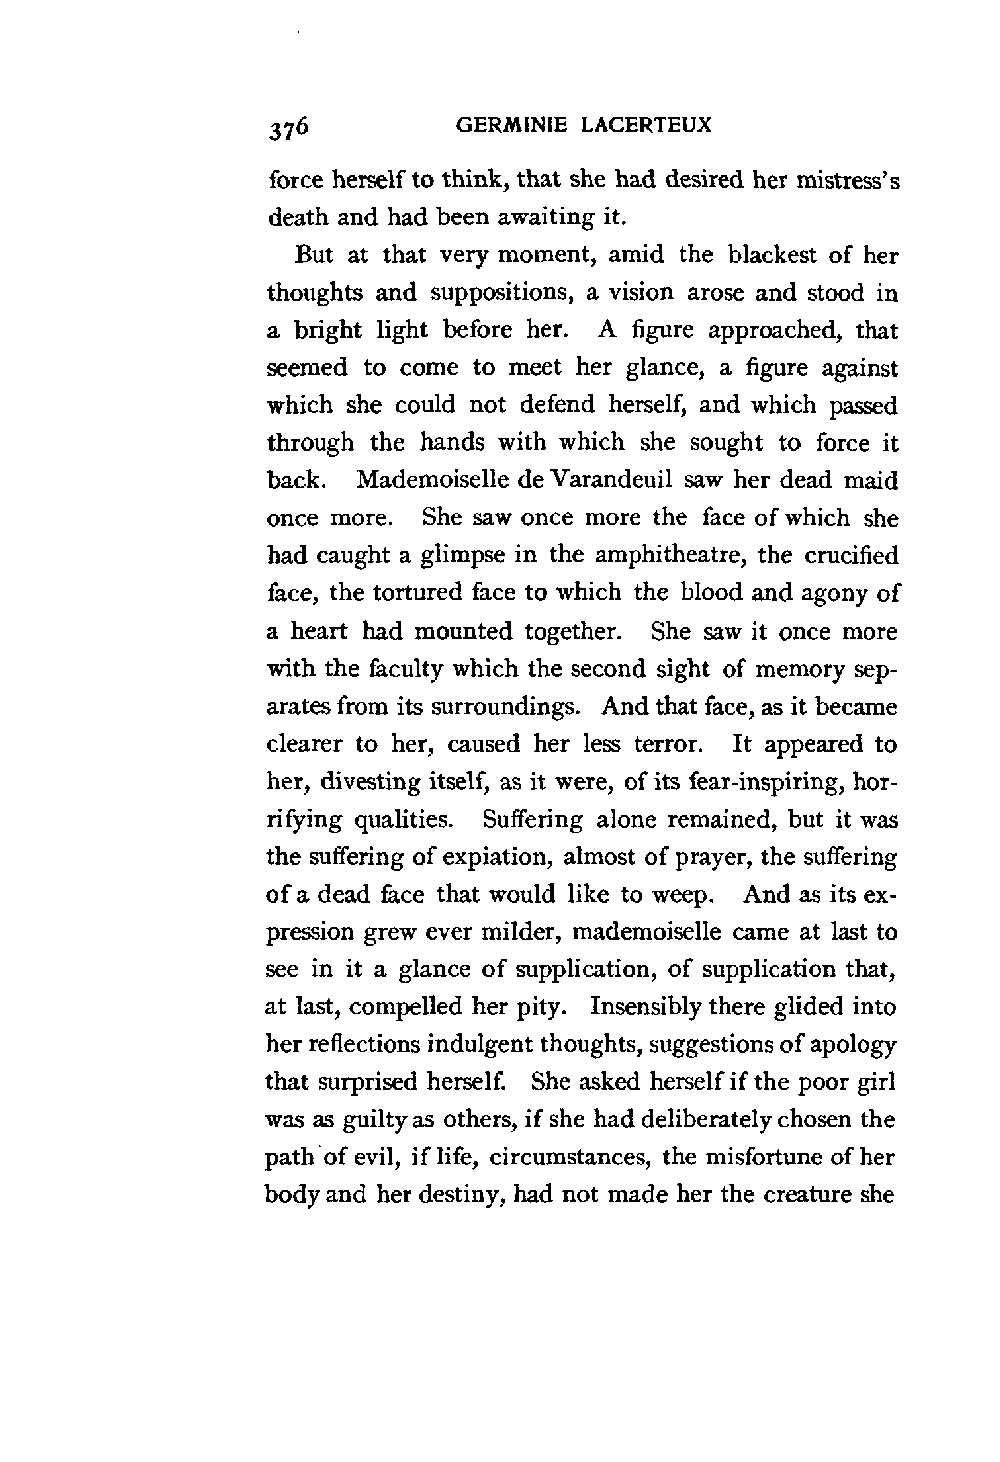 376 GERMINIE LACERTEUX
force herself to think, that she had desired her mistress's
death and had been awaiting it.
But at that very moment, amid the blackest of her
thoughts and suppositions, a vision arose and stood in
a bright light before her. A figure approached, that
seemed to come to meet her glance, a figure against
which she could not defend herself, and which passed
through the hands with which she sought to force it
back. Mademoiselle de Varandeuil saw her dead maid
once more. She saw once more the face of which she
had caught a glimpse in the amphitheatre, the crucified
face, the tortured face to which the blood and agony of
a heart had mounted together. She saw it once more
with the faculty which the second sight of memory sep-
arates from its surroundings. And that face, as it became
clearer to her, caused her less terror. It appeared to
her, divesting itself, as it were, of its fear-inspiring, hor-
rifying qualities. Suffering alone remained, but it was
the suffering of expiation, almost of prayer, the suffering
of a dead face that would like to weep. And as its ex-
pression grew ever milder, mademoiselle came at last to
see in it a glance of supplication, of supplication that,
at last, compelled her pity. Insensibly there glided into
her reflections indulgent thoughts, suggestions of apology
that surprised herself. She asked herself if the poor girl
was as guilty as others, if she had deliberately chosen the
path of evil, if life, circumstances, the misfortune of her
body and her destiny, had not made her the creature she